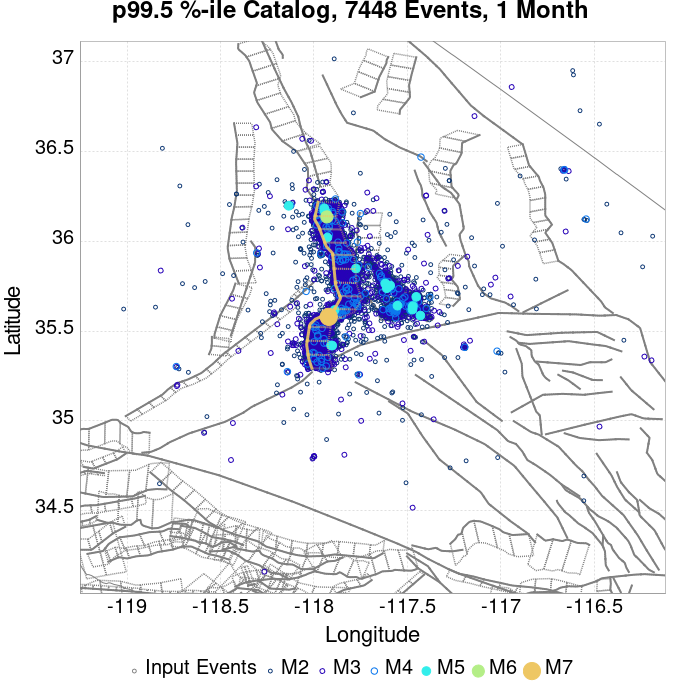 p99.5 %-ile Catalog, 7448 Events, 1 Month
37
36.5
36
35.5
35
34.5
Latitude
-119 -118.5 -118 -117.5 -117 -116.5
Longitude
Input Events M2 M3 M4 M5 M6 M7